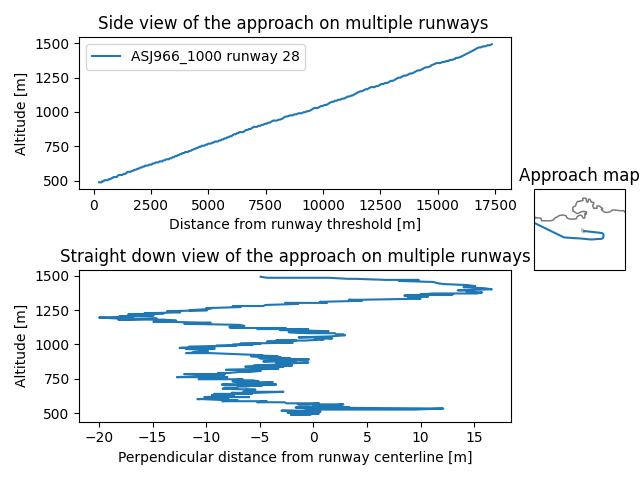 Side view of the approach on multiple runways
1500
1250
1000
750
500
Altitude [m]
ASJ966_1000 runway 28
0 2500 5000 7500 10000 12500 15000 17500
Distance from runway threshold [m]
Approach map
Straight down view of the approach on multiple runways
1500
1250
1000
750
500
Altitude [m]
−20 −15 −10 −5 0 5 10 15
Perpendicular distance from runway centerline [m]